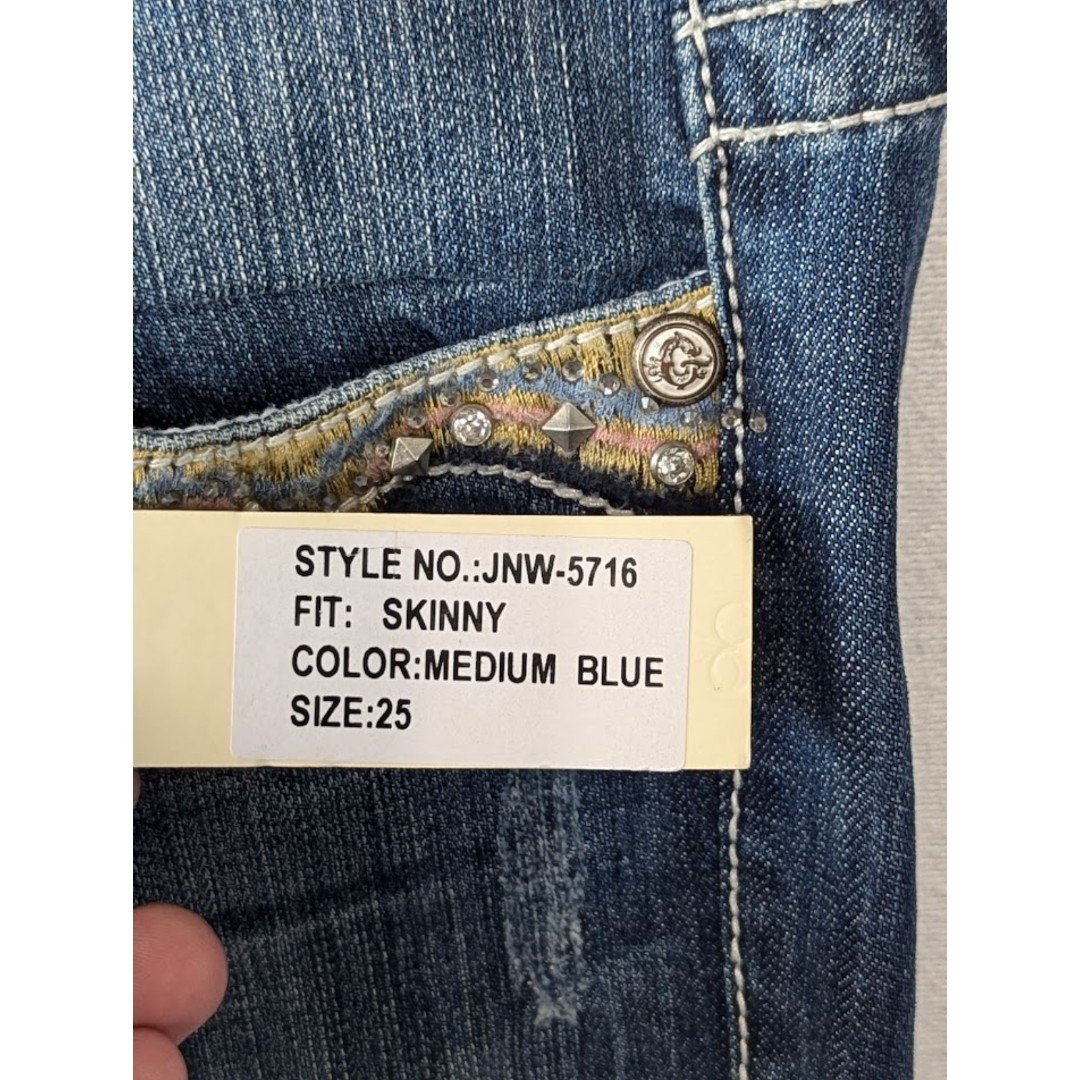 STYLE NO.:JNW-5716
FIT: SKINNY
COLOR:MEDIUM BLUE
SIZE:25